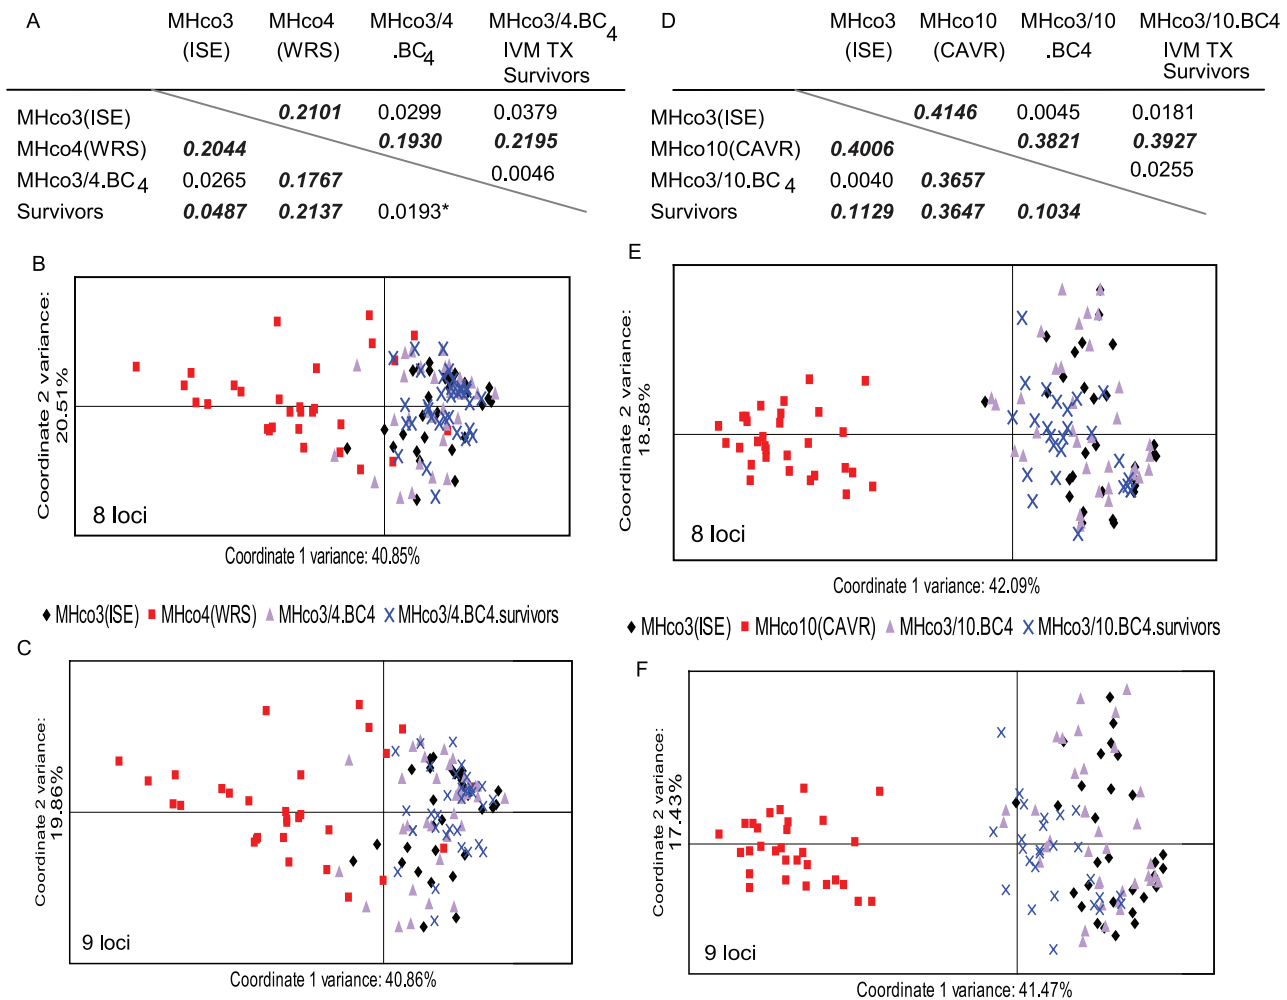 A
MHco3 MHco4 MHco3/4 MHco3/4.BC4
(ISE) (WRS) .BC4 IVM TX
Survivors
MHco3(ISE) 0.2101 0.0299 0.0379
MHco4(WRS) 0.2044 0.1930 0.2195
MHco3/4.BC4 0.0265 0.1767 0.0046
Survivors 0.0487 0.2137 0.0193*
D
MHco3 MHco10 MHco3/10 MHco3/10.BC4
(ISE) (CAVR) .BC4 IVM TX
Survivors
MHco3(ISE) 0.4146 0.0045 0.0181
MHco10(CAVR) 0.4006 0.3821 0.3927
MHco3/10.BC4 0.0040 0.3657 0.0255
Survivors 0.1129 0.3647 0.1034
B
Coordinate 2 variance:
20.51%
8 loci
Coordinate 1 variance: 40.85%
MHco3(ISE) MHco4(WRS) MHco3/4.BC4 MHco3/4.BC4.survivors
C
Coordinate 2 variance:
19.86%
9 loci
Coordinate 1 variance: 40.86%
E
Coordinate 2 variance:
18.58%
8 loci
Coordinate 1 variance: 42.09%
MHco3(ISE) MHco10(CAVR) MHco3/10.BC4 MHco3/10.BC4.survivors
F
Coordinate 2 variance:
17.43%
9 loci
Coordinate 1 variance: 41.47%